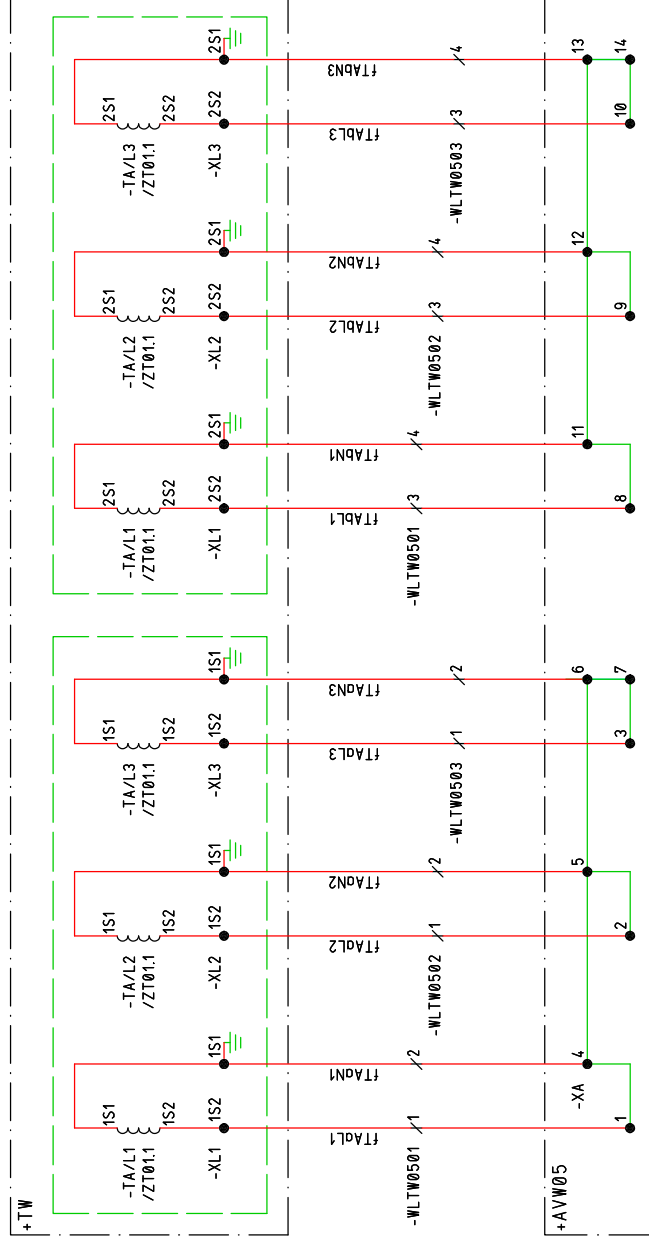 +TW
1S1
-TA/L1
/ZT01.1
1S2
-XL1
1S2
1S1
1S1
-TA/L2
/ZT01.1
1S2
-XL2
1S2
1S1
1S1
-TA/L3
/ZT01.1
1S2
-XL3
1S2
1S1
2S1
-TA/L1
/ZT01.1
2S2
-XL1
2S2
2S1
2S1
-TA/L2
/ZT01.1
2S2
-XL2
2S2
2S1
2S1
-TA/L3
/ZT01.1
2S2
-XL3
2S2
2S1
fTAaL1
fTAaN1
fTAaL2
fTAaN2
fTAaL3
fTAaN3
fTAbL1
fTAbN1
fTAbL2
fTAbN2
fTAbL3
fTAbN3
-WLTW0501
1
2
-WLTW0502
1
2
-WLTW0503
1
2
-WLTW0501
3
4
-WLTW0502
3
4
-WLTW0503
3
4
+AVW05
-XA
4
5
6
11
12
13
1
2
3
7
8
9
10
14